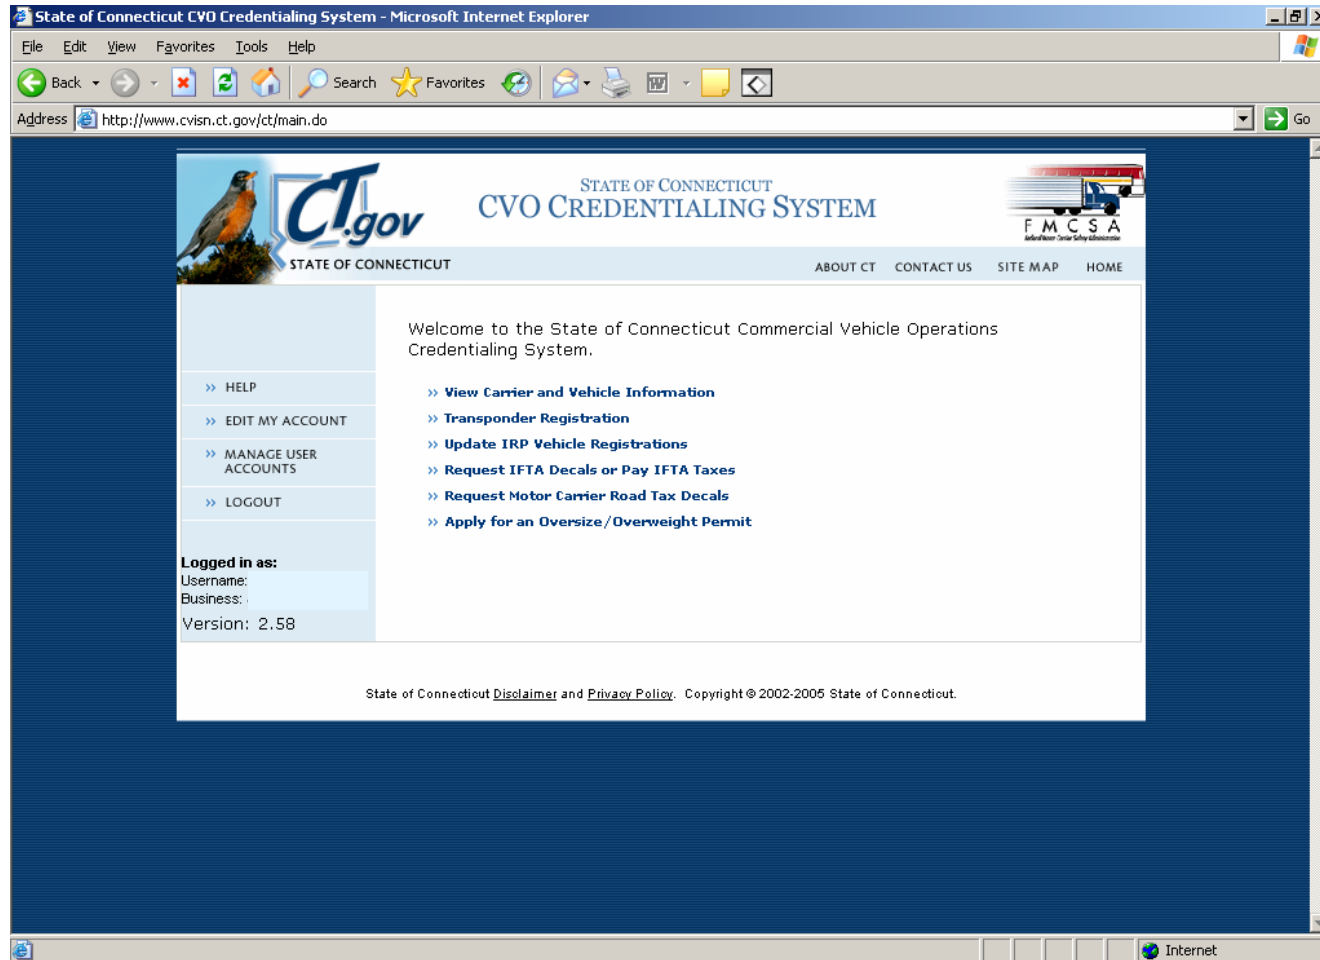 State of Connecticut CVO Credentialing System - Microsoft Internet Explorer
File Edit View Favorites Tools Help
Back Search Favorites
Address http://www.cvisn.ct.gov/ct/main.do Go
CT.gov
STATE OF CONNECTICUT
STATE OF CONNECTICUT
CVO CREDENTIALING SYSTEM
FMCSA
Federal Motor Carrier Safety Administration
ABOUT CT CONTACT US SITE MAP HOME
» HELP
» EDIT MY ACCOUNT
» MANAGE USER
ACCOUNTS
» LOGOUT
Logged in as:
Username:
Business:
Version: 2.58
Welcome to the State of Connecticut Commercial Vehicle Operations
Credentialing System.
» View Carrier and Vehicle Information
» Transponder Registration
» Update IRP Vehicle Registrations
» Request IFTA Decals or Pay IFTA Taxes
» Request Motor Carrier Road Tax Decals
» Apply for an Oversize/Overweight Permit
State of Connecticut Disclaimer and Privacy Policy. Copyright © 2002-2005 State of Connecticut.
Internet